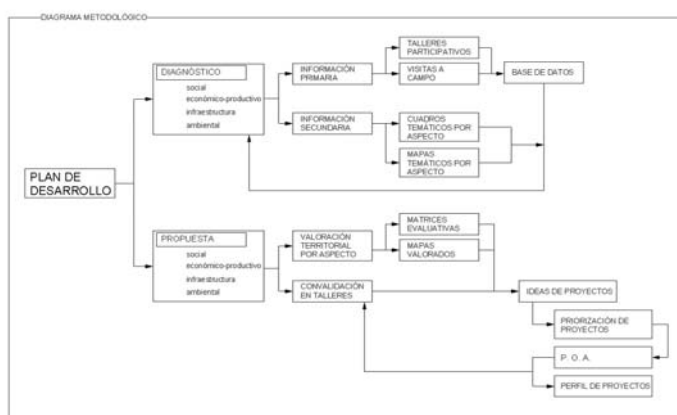 DIAGRAMA METODOLÓGICO
PLAN DE
DESARROLLO
DIAGNÓSTICO
social
económico-productivo
infraestructura
ambiental
INFORMACIÓN
PRIMARIA
INFORMACIÓN
SECUNDARIA
TALLERES
PARTICIPATIVOS
VISITAS A
CAMPO
CUADROS
TEMÁTICOS POR
ASPECTO
MAPAS
TEMÁTICOS POR
ASPECTO
BASE DE DATOS
PROPUESTA
social
económico-productivo
infraestructura
ambiental
VALORACIÓN
TERRITORIAL
POR ASPECTO
CONVALIDACIÓN
EN TALLERES
MATRICES
EVALUATIVAS
MAPAS
VALORADOS
IDEAS DE PROYECTOS
PRIORIZACIÓN DE
PROYECTOS
P. O. A.
PERFIL DE PROYECTOS